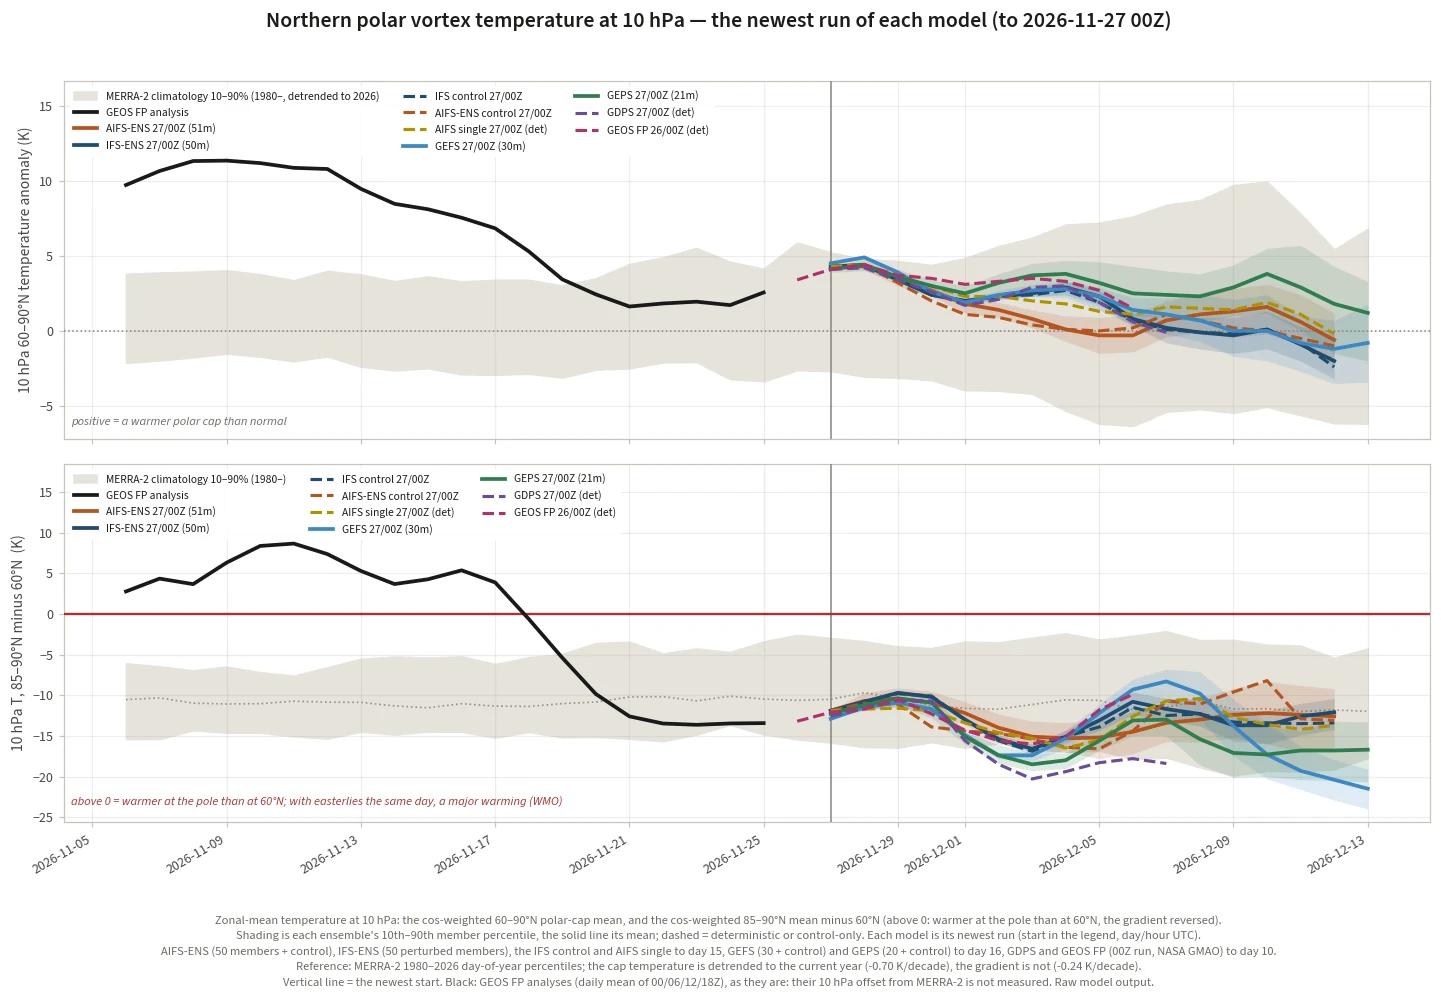 Northern polar vortex temperature at 10 hPa — the newest run of each model (to 2026-11-27 00Z)
10 hPa 60–90°N temperature anomaly (K)
15
10
5
0
−5
MERRA-2 climatology 10–90% (1980–, detrended to 2026)
GEOS FP analysis
AIFS-ENS 27/00Z (51m)
IFS-ENS 27/00Z (50m)
IFS control 27/00Z
AIFS-ENS control 27/00Z
AIFS single 27/00Z (det)
GEFS 27/00Z (30m)
GEPS 27/00Z (21m)
GDPS 27/00Z (det)
GEOS FP 26/00Z (det)
positive = a warmer polar cap than normal
10 hPa T, 85–90°N minus 60°N (K)
15
10
5
0
−5
−10
−15
−20
−25
MERRA-2 climatology 10–90% (1980–)
GEOS FP analysis
AIFS-ENS 27/00Z (51m)
IFS-ENS 27/00Z (50m)
IFS control 27/00Z
AIFS-ENS control 27/00Z
AIFS single 27/00Z (det)
GEFS 27/00Z (30m)
GEPS 27/00Z (21m)
GDPS 27/00Z (det)
GEOS FP 26/00Z (det)
above 0 = warmer at the pole than at 60°N; with easterlies the same day, a major warming (WMO)
2026-11-05
2026-11-09
2026-11-13
2026-11-17
2026-11-21
2026-11-25
2026-11-29
2026-12-01
2026-12-05
2026-12-09
2026-12-13
Zonal-mean temperature at 10 hPa: the cos-weighted 60–90°N polar-cap mean, and the cos-weighted 85–90°N mean minus 60°N (above 0: warmer at the pole than at 60°N, the gradient reversed).
Shading is each ensemble's 10th–90th member percentile, the solid line its mean; dashed = deterministic or control-only. Each model is its newest run (start in the legend, day/hour UTC).
AIFS-ENS (50 members + control), IFS-ENS (50 perturbed members), the IFS control and AIFS single to day 15, GEFS (30 + control) and GEPS (20 + control) to day 16, GDPS and GEOS FP (00Z run, NASA GMAO) to day 10.
Reference: MERRA-2 1980–2026 day-of-year percentiles; the cap temperature is detrended to the current year (-0.70 K/decade), the gradient is not (-0.24 K/decade).
Vertical line = the newest start. Black: GEOS FP analyses (daily mean of 00/06/12/18Z), as they are: their 10 hPa offset from MERRA-2 is not measured. Raw model output.